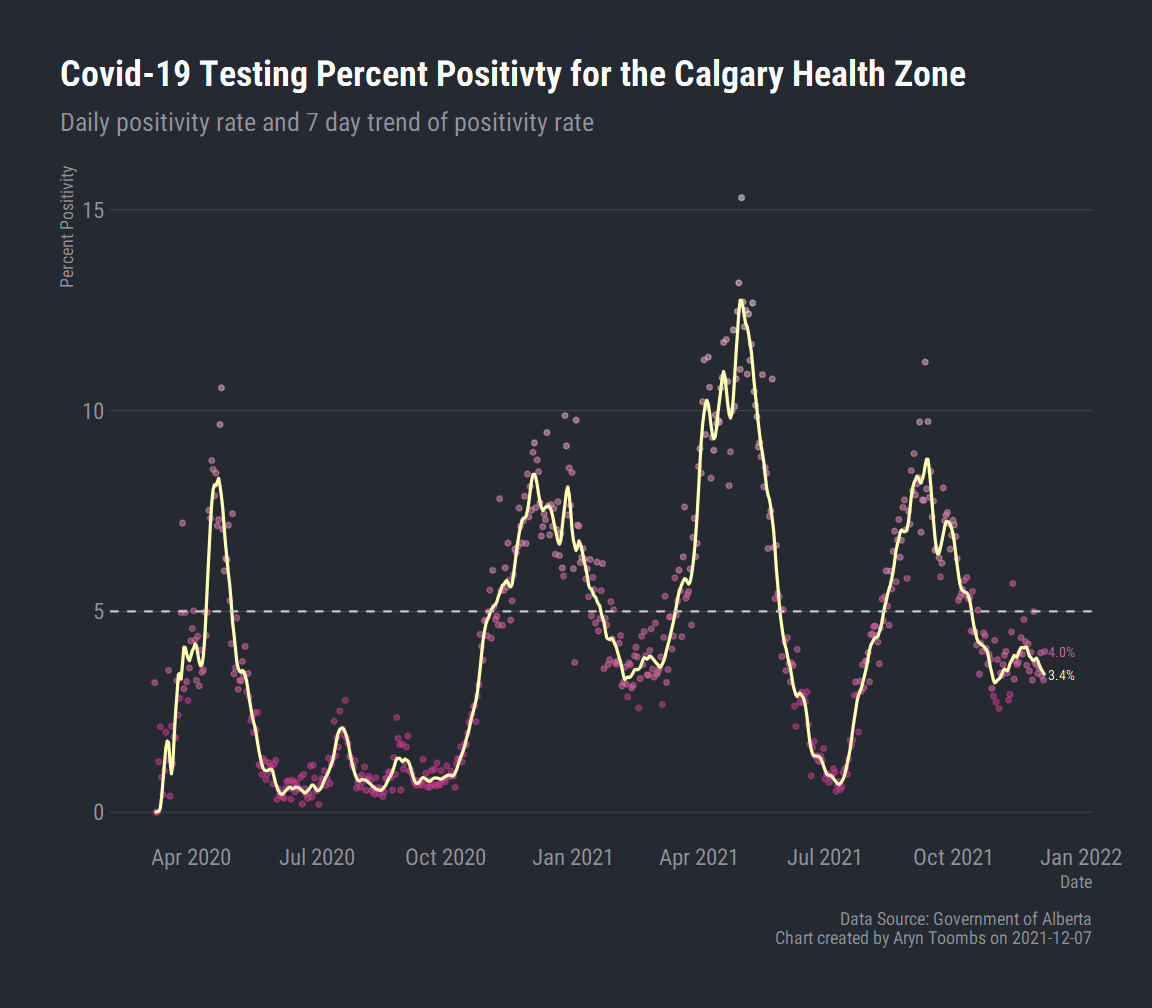 Covid-19 Testing Percent Positivty for the Calgary Health Zone
Daily positivity rate and 7 day trend of positivity rate
Percent Positivity
15
10
5
0
4.0%
3.4%
Apr 2020 Jul 2020 Oct 2020 Jan 2021 Apr 2021 Jul 2021 Oct 2021 Jan 2022
Date
Data Source: Government of Alberta
Chart created by Aryn Toombs on 2021-12-07